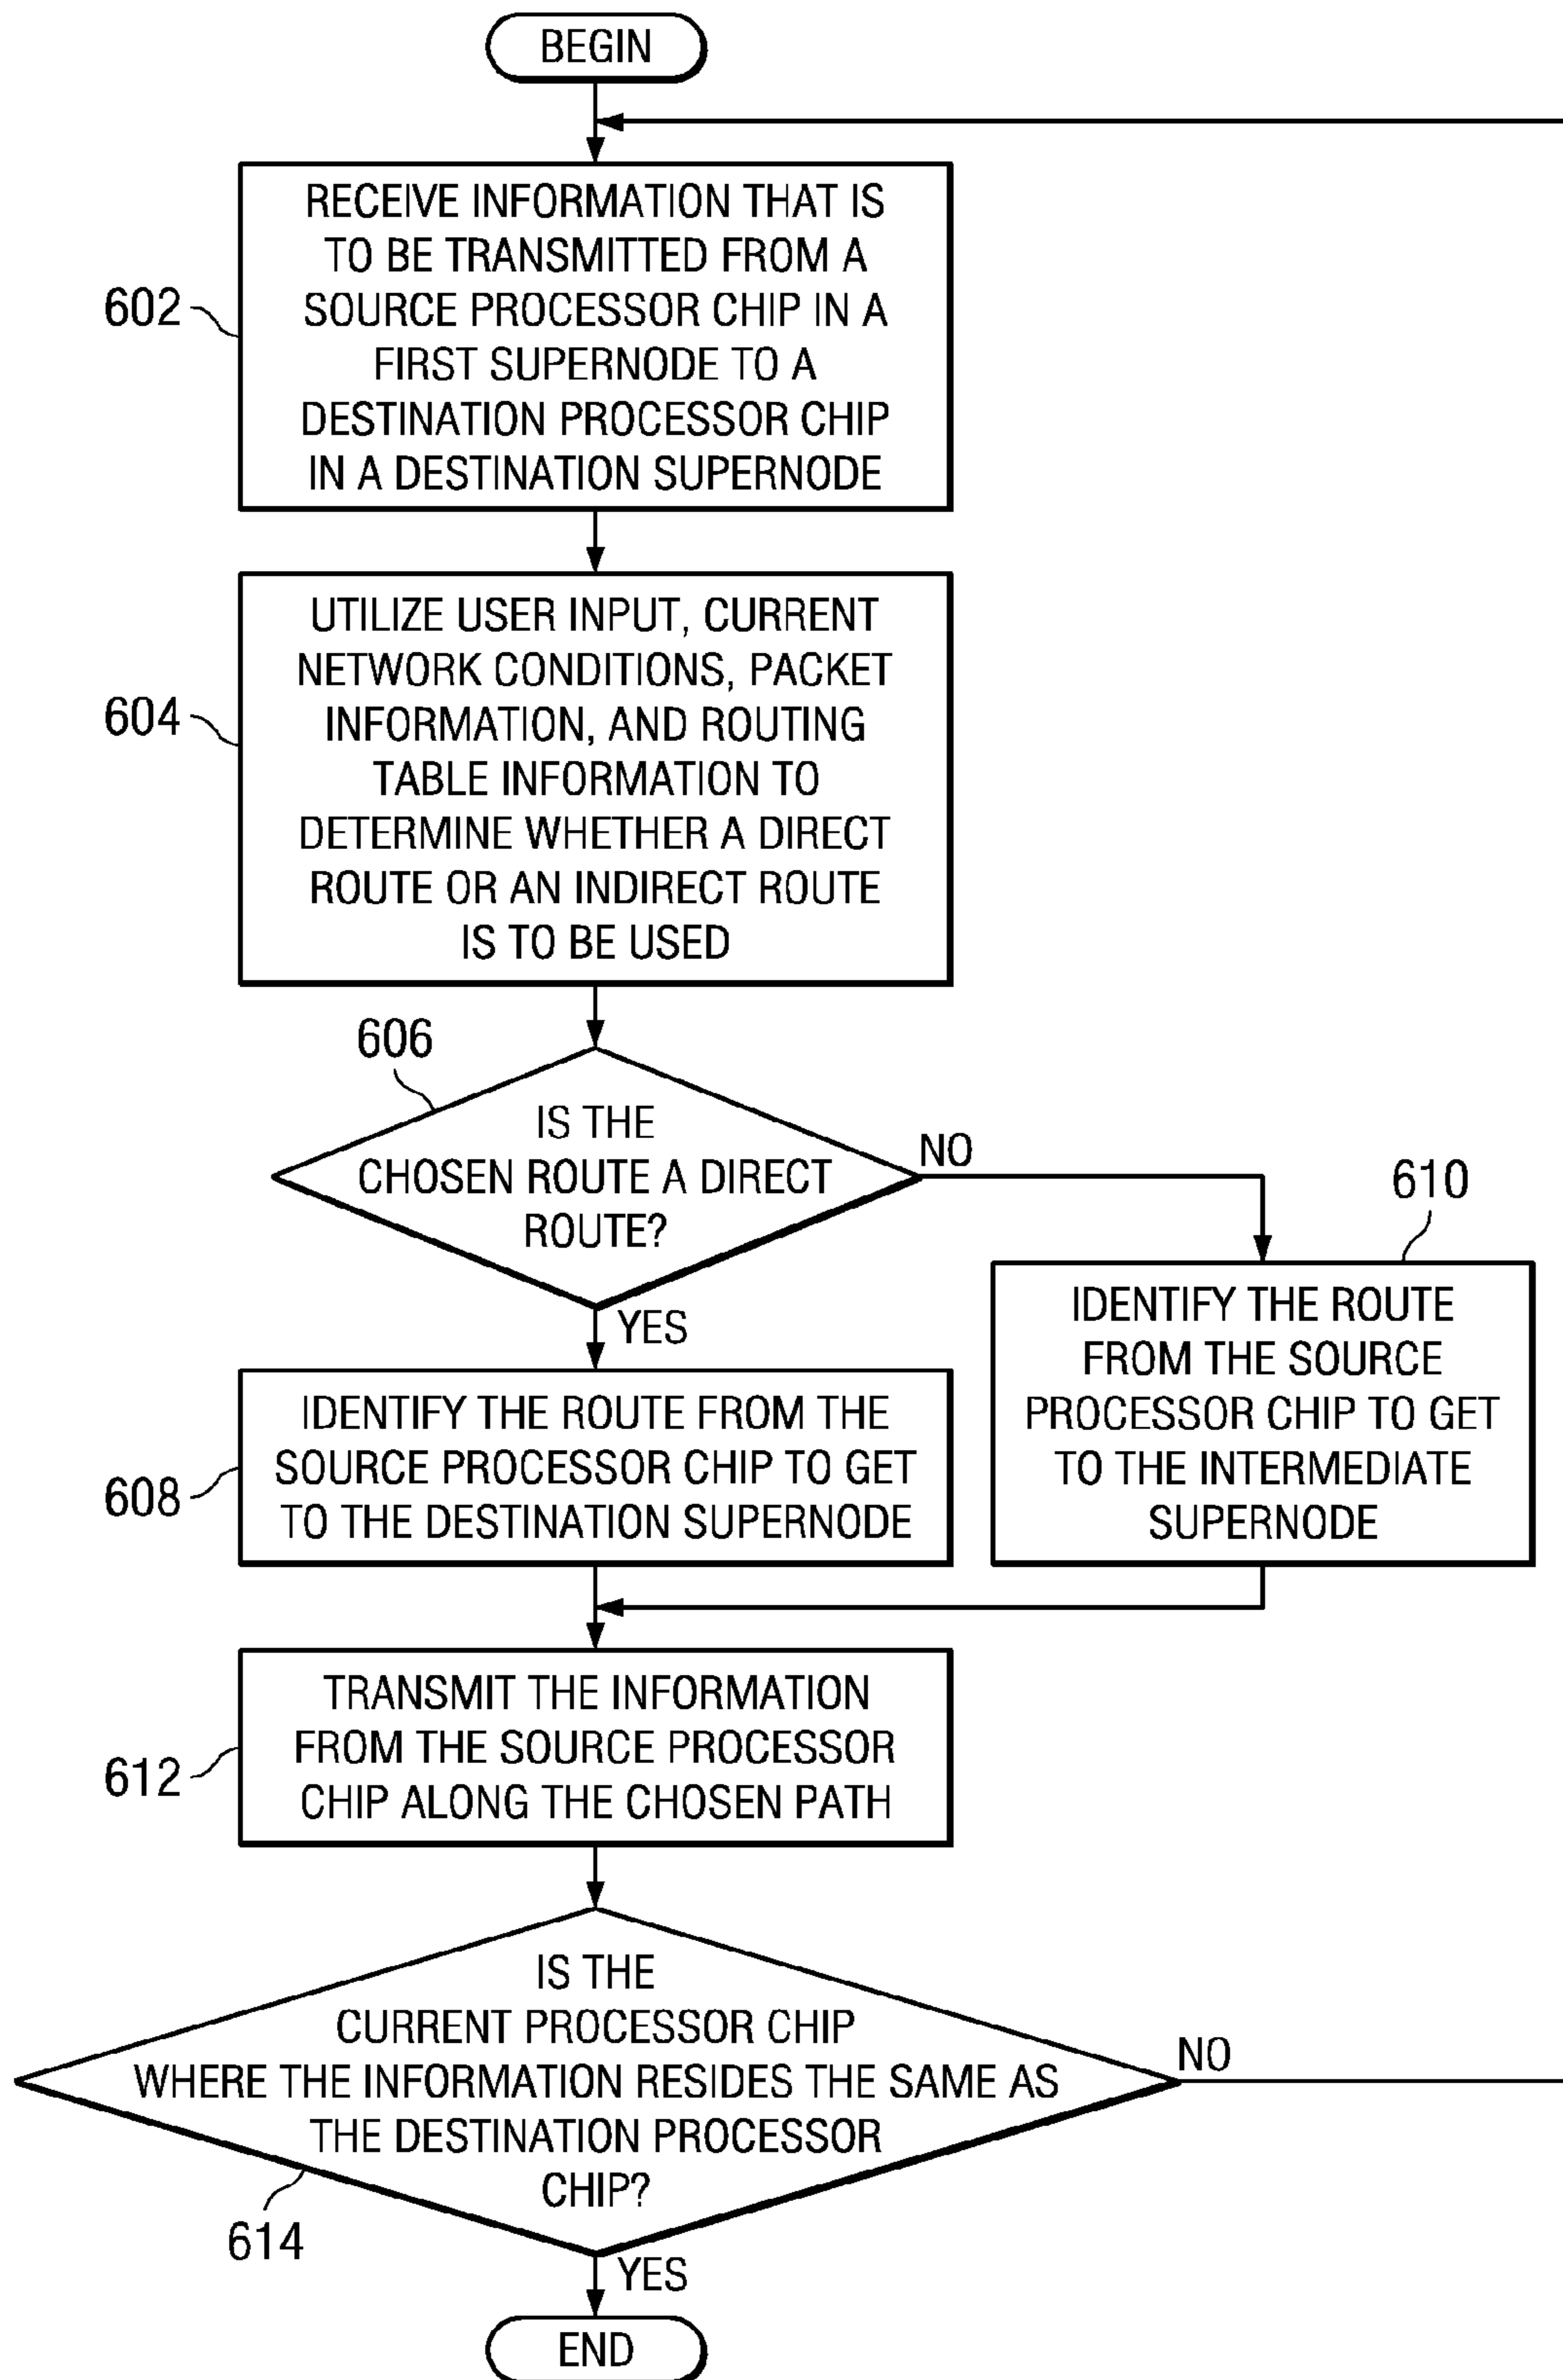 BEGIN
602
RECEIVE INFORMATION THAT IS
TO BE TRANSMITTED FROM A
SOURCE PROCESSOR CHIP IN A
FIRST SUPERNODE TO A
DESTINATION PROCESSOR CHIP
IN A DESTINATION SUPERNODE
604
UTILIZE USER INPUT, CURRENT
NETWORK CONDITIONS, PACKET
INFORMATION, AND ROUTING
TABLE INFORMATION TO
DETERMINE WHETHER A DIRECT
ROUTE OR AN INDIRECT ROUTE
IS TO BE USED
606
IS THE
CHOSEN ROUTE A DIRECT
ROUTE?
NO
YES
610
IDENTIFY THE ROUTE
FROM THE SOURCE
PROCESSOR CHIP TO GET
TO THE INTERMEDIATE
SUPERNODE
608
IDENTIFY THE ROUTE FROM THE
SOURCE PROCESSOR CHIP TO GET
TO THE DESTINATION SUPERNODE
612
TRANSMIT THE INFORMATION
FROM THE SOURCE PROCESSOR
CHIP ALONG THE CHOSEN PATH
IS THE
CURRENT PROCESSOR CHIP
WHERE THE INFORMATION RESIDES THE SAME AS
THE DESTINATION PROCESSOR
CHIP?
NO
614
YES
END